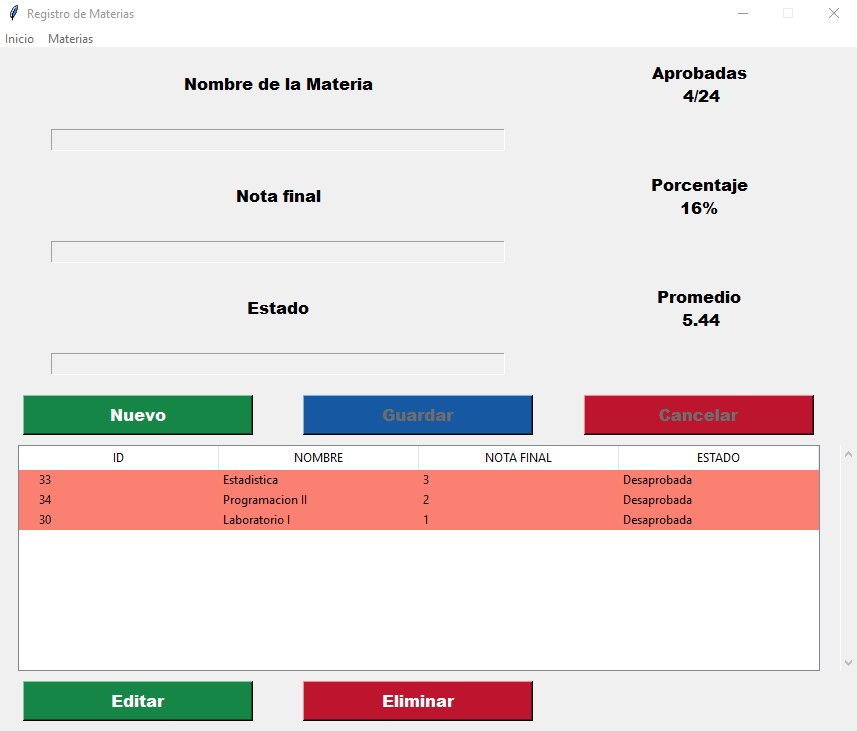 Registro de Materias
Inicio Materias
Nombre de la Materia
Aprobadas
4/24
Nota final
Porcentaje
16%
Estado
Promedio
5.44
Nuevo Guardar Cancelar
ID NOMBRE NOTA FINAL ESTADO
33 Estadistica 3 Desaprobada
34 Programacion II 2 Desaprobada
30 Laboratorio I 1 Desaprobada
Editar Eliminar